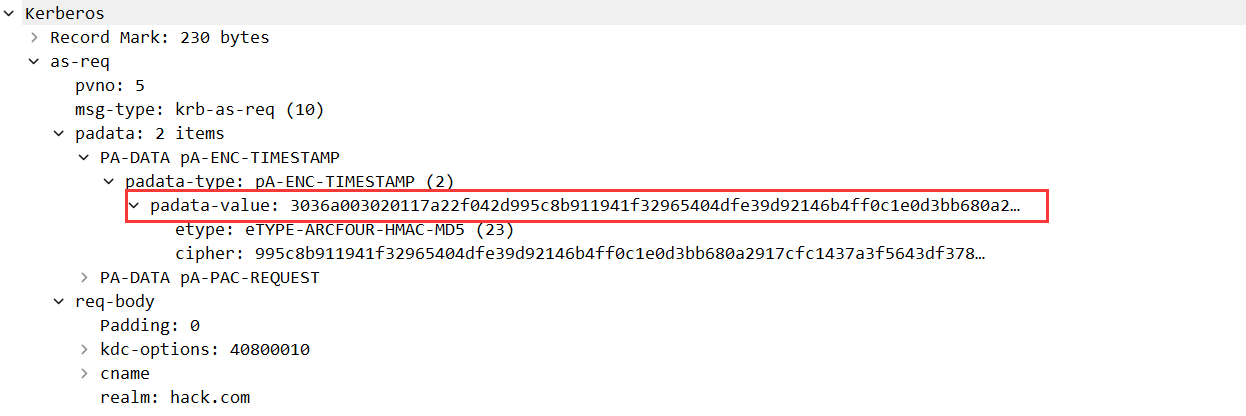 Kerberos
Record Mark: 230 bytes
as-req
pvno: 5
msg-type: krb-as-req (10)
padata: 2 items
PA-DATA pA-ENC-TIMESTAMP
padata-type: pA-ENC-TIMESTAMP (2)
padata-value: 3036a003020117a22f042d995c8b911941f32965404dfe39d92146b4ff0c1e0d3bb680a2…
etype: eTYPE-ARCFOUR-HMAC-MD5 (23)
cipher: 995c8b911941f32965404dfe39d92146b4ff0c1e0d3bb680a2917cfc1437a3f5643df378…
PA-DATA pA-PAC-REQUEST
req-body
Padding: 0
kdc-options: 40800010
cname
realm: hack.com